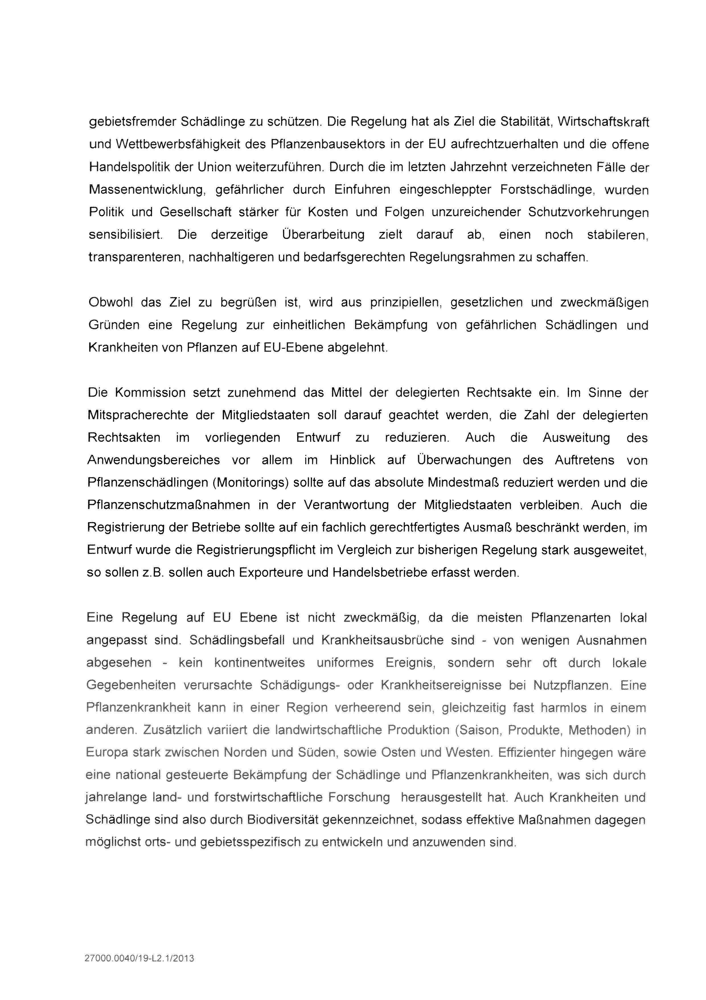 gebietsfremder Schädlinge zu schützen. Die Regelung hat als Ziel die Stabilität, Wirtschaftskraft
und Wettbewerbsfähigkeit des Pflanzenbausektors in der EU aufrechtzuerhalten und die offene
Handelspolitik der Union weiterzuführen. Durch die im letzten Jahrzehnt verzeichneten Fälle der
Massenentwicklung, gefährlicher durch Einfuhren eingeschleppter Forstschädlinge, wurden
Politik und Gesellschaft stärker für Kosten und Folgen unzureichender Schutzvorkehrungen
sensibilisiert. Die derzeitige Überarbeitung zielt darauf ab, einen noch stabileren,
transparenteren, nachhaltigeren und bedarfsgerechten Regelungsrahmen zu schaffen.
Obwohl das Ziel zu begrüßen ist, wird aus prinzipiellen, gesetzlichen und zweckmäßigen
Gründen eine Regelung zur einheitlichen Bekämpfung von gefährlichen Schädlingen und
Krankheiten von Pflanzen auf EU-Ebene abgelehnt.
Die Kommission setzt zunehmend das Mittel der delegierten Rechtsakte ein. Im Sinne der
Mitspracherechte der Mitgliedstaaten soll darauf geachtet werden, die Zahl der delegierten
Rechtsakten im vorliegenden Entwurf zu reduzieren. Auch die Ausweitung des
Anwendungsbereiches vor allem im Hinblick auf Überwachungen des Auftretens von
Pflanzenschädlingen (Monitorings) sollte auf das absolute Mindestmaß reduziert werden und die
Pflanzenschutzmaßnahmen in der Verantwortung der Mitgliedstaaten verbleiben. Auch die
Registrierung der Betriebe sollte auf ein fachlich gerechtfertigtes Ausmaß beschränkt werden, im
Entwurf wurde die Registrierungspflicht im Vergleich zur bisherigen Regelung stark ausgeweitet,
so sollen z.B. sollen auch Exporteure und Handelsbetriebe erfasst werden.
Eine Regelung auf EU Ebene ist nicht zweckmäßig, da die meisten Pflanzenarten lokal
angepasst sind. Schädlingsbefall und Krankheitsausbrüche sind - von wenigen Ausnahmen
abgesehen - kein kontinentweites uniformes Ereignis, sondern sehr oft durch lokale
Gegebenheiten verursachte Schädigungs- oder Krankheitsereignisse bei Nutzpflanzen. Eine
Pflanzenkrankheit kann in einer Region verheerend sein, gleichzeitig fast harmlos in einem
anderen. Zusätzlich variiert die landwirtschaftliche Produktion (Saison, Produkte, Methoden) in
Europa stark zwischen Norden und Süden, sowie Osten und Westen. Effizienter hingegen wäre
eine national gesteuerte Bekämpfung der Schädlinge und Pflanzenkrankheiten, was sich durch
jahrelange land- und forstwirtschaftliche Forschung herausgestellt hat. Auch Krankheiten und
Schädlinge sind also durch Biodiversität gekennzeichnet, sodass effektive Maßnahmen dagegen
möglichst orts- und gebietsspezifisch zu entwickeln und anzuwenden sind.
27000.0040/19-L2.1/2013